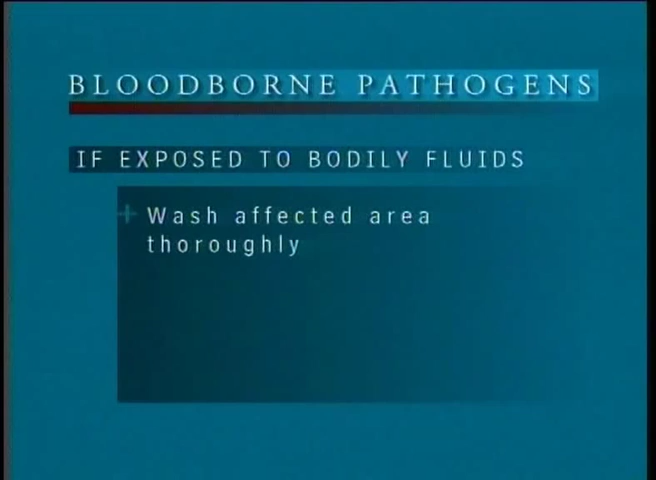 BLOODBORNE PATHOGENS
IF EXPOSED TO BODILY FLUIDS
+ Wash affected area
thoroughly